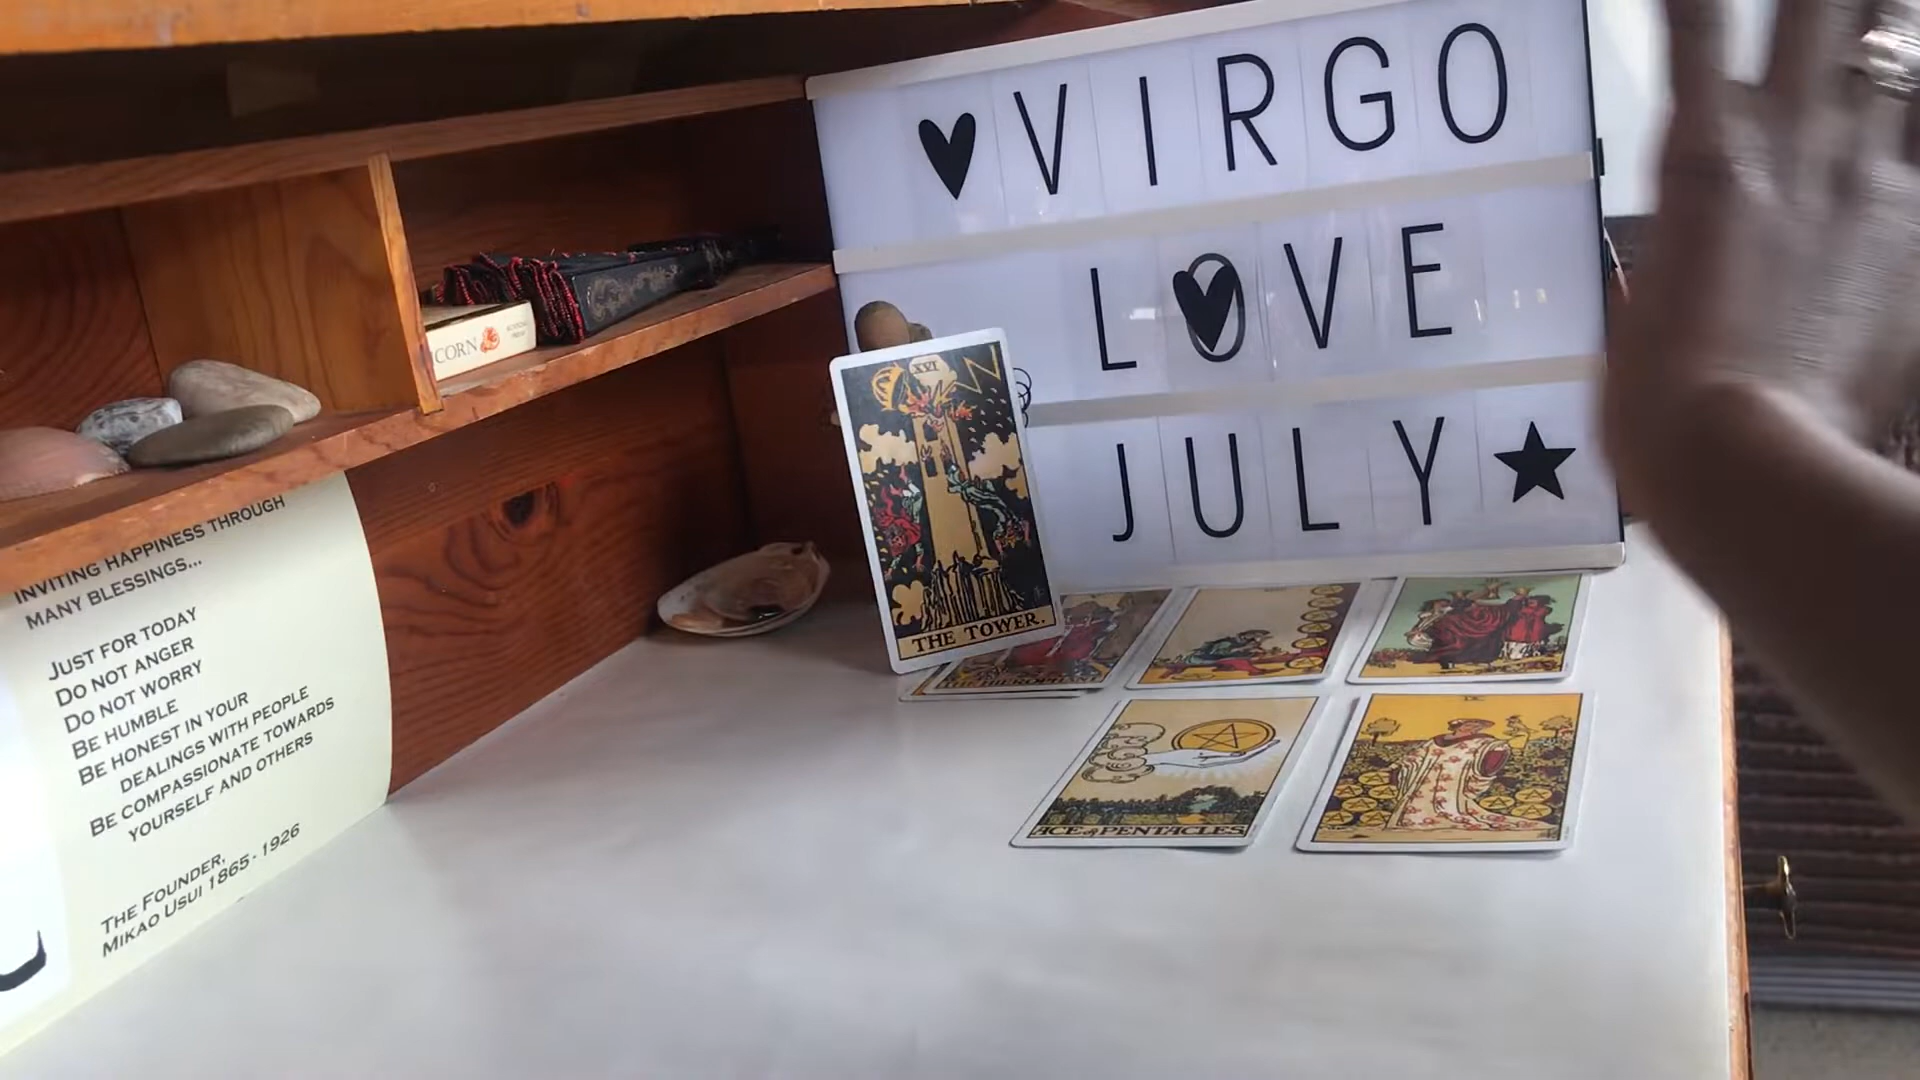 ♥ VIRGO
LOVE
JULY ★
CORN
XVI
THE TOWER.
ACE of PENTACLES
IX
INVITING HAPPINESS THROUGH
MANY BLESSINGS...
JUST FOR TODAY
DO NOT ANGER
DO NOT WORRY
BE HUMBLE
BE HONEST IN YOUR
DEALINGS WITH PEOPLE
BE COMPASSIONATE TOWARDS
YOURSELF AND OTHERS
THE FOUNDER,
MIKAO USUI 1865 - 1926